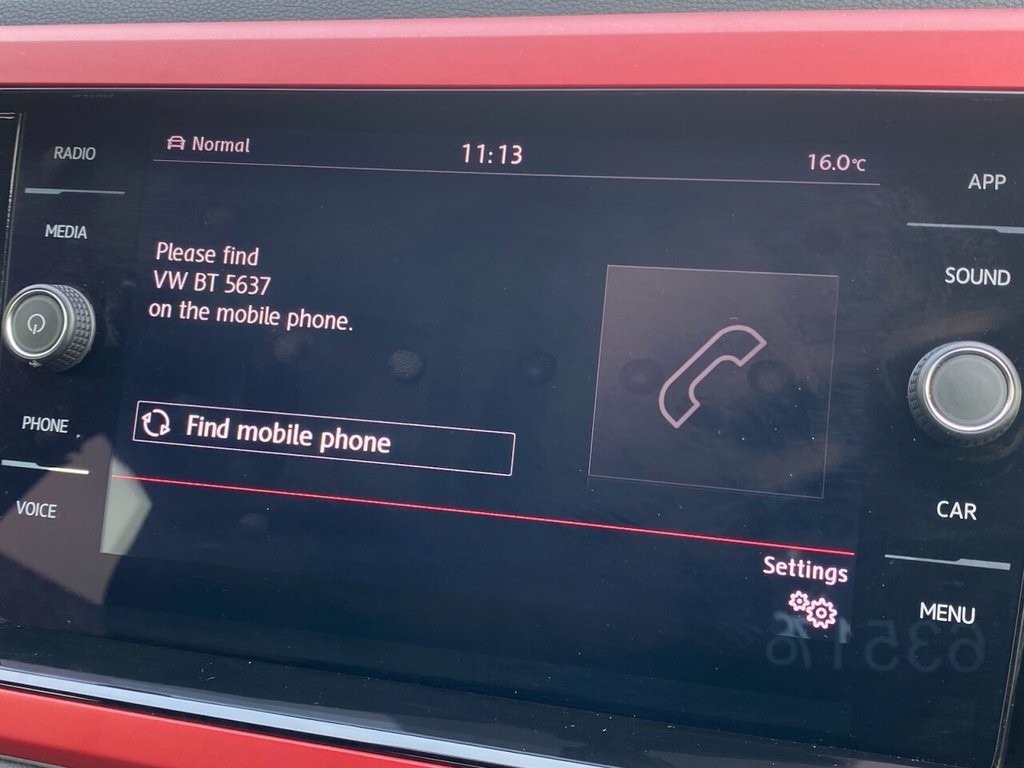 RADIO
MEDIA
PHONE
VOICE
Normal
11:13
16.0°C
Please find
VW BT 5637
on the mobile phone.
Find mobile phone
Settings
APP
SOUND
CAR
MENU